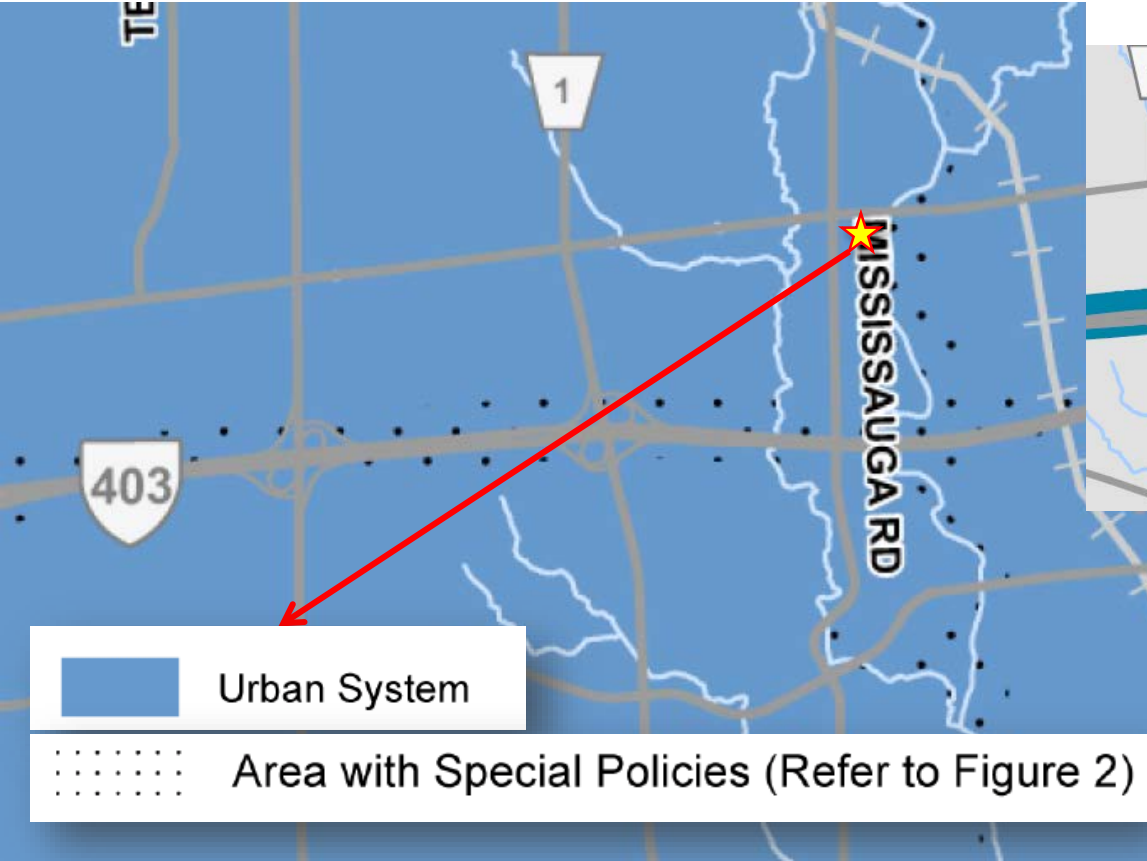 TE
1
MISSISSAUGA RD
403
Urban System
Area with Special Policies (Refer to Figure 2)